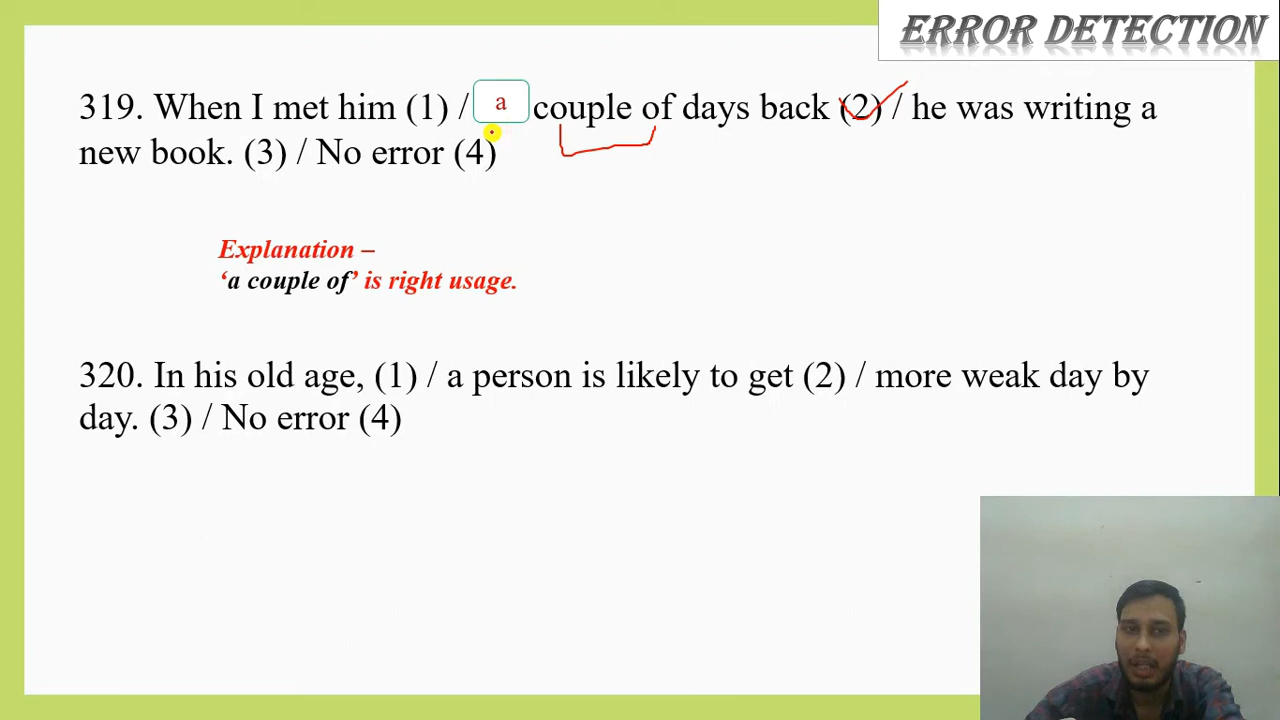 ERROR DETECTION
319. When I met him (1) / a couple of days back (2) / he was writing a
new book. (3) / No error (4)
Explanation –
‘a couple of’ is right usage.
320. In his old age, (1) / a person is likely to get (2) / more weak day by
day. (3) / No error (4)